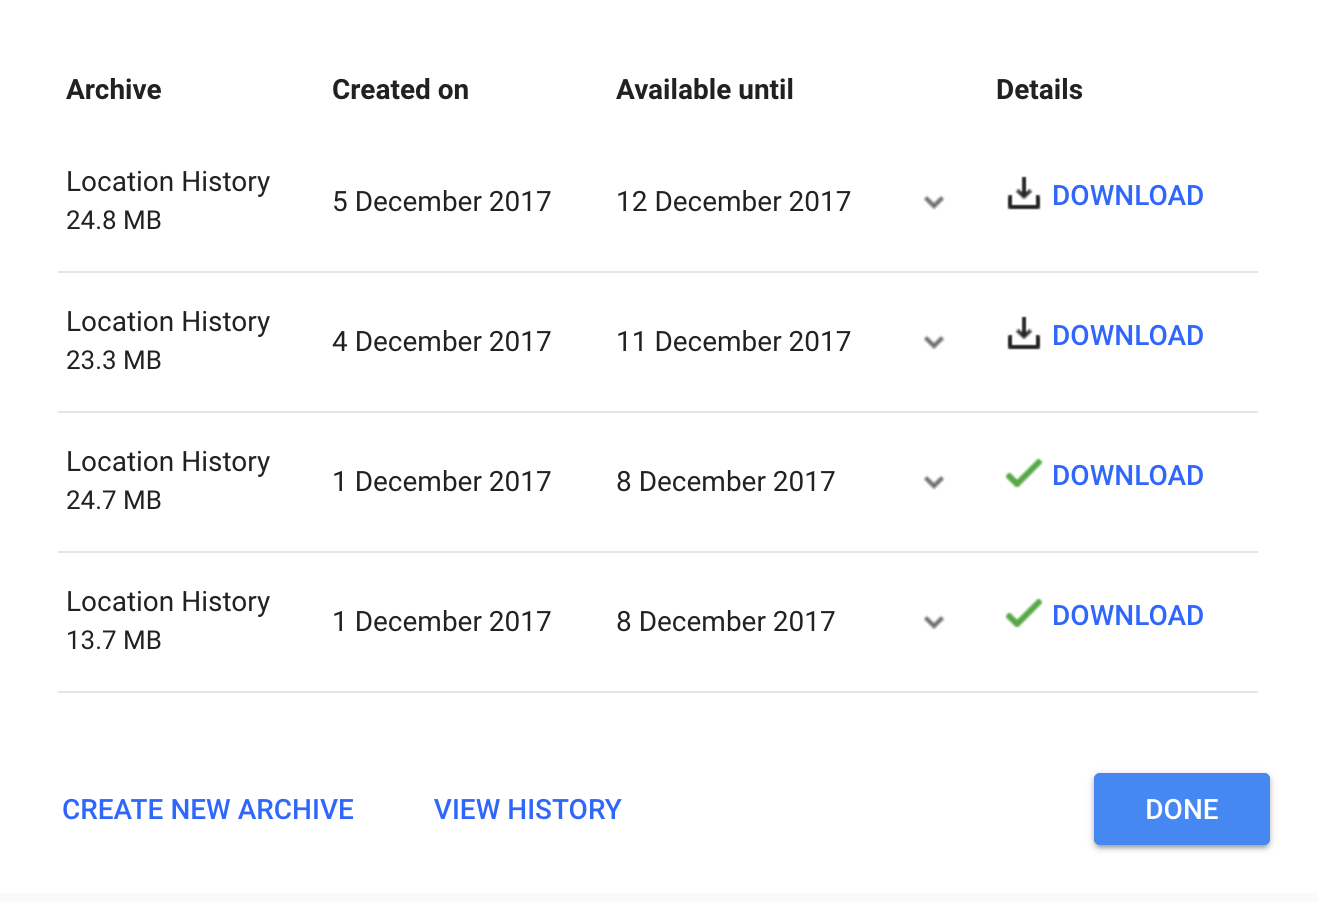 Archive Created on Available until Details
Location History
24.8 MB
5 December 2017 12 December 2017 DOWNLOAD
Location History
23.3 MB
4 December 2017 11 December 2017 DOWNLOAD
Location History
24.7 MB
1 December 2017 8 December 2017 DOWNLOAD
Location History
13.7 MB
1 December 2017 8 December 2017 DOWNLOAD
CREATE NEW ARCHIVE VIEW HISTORY DONE